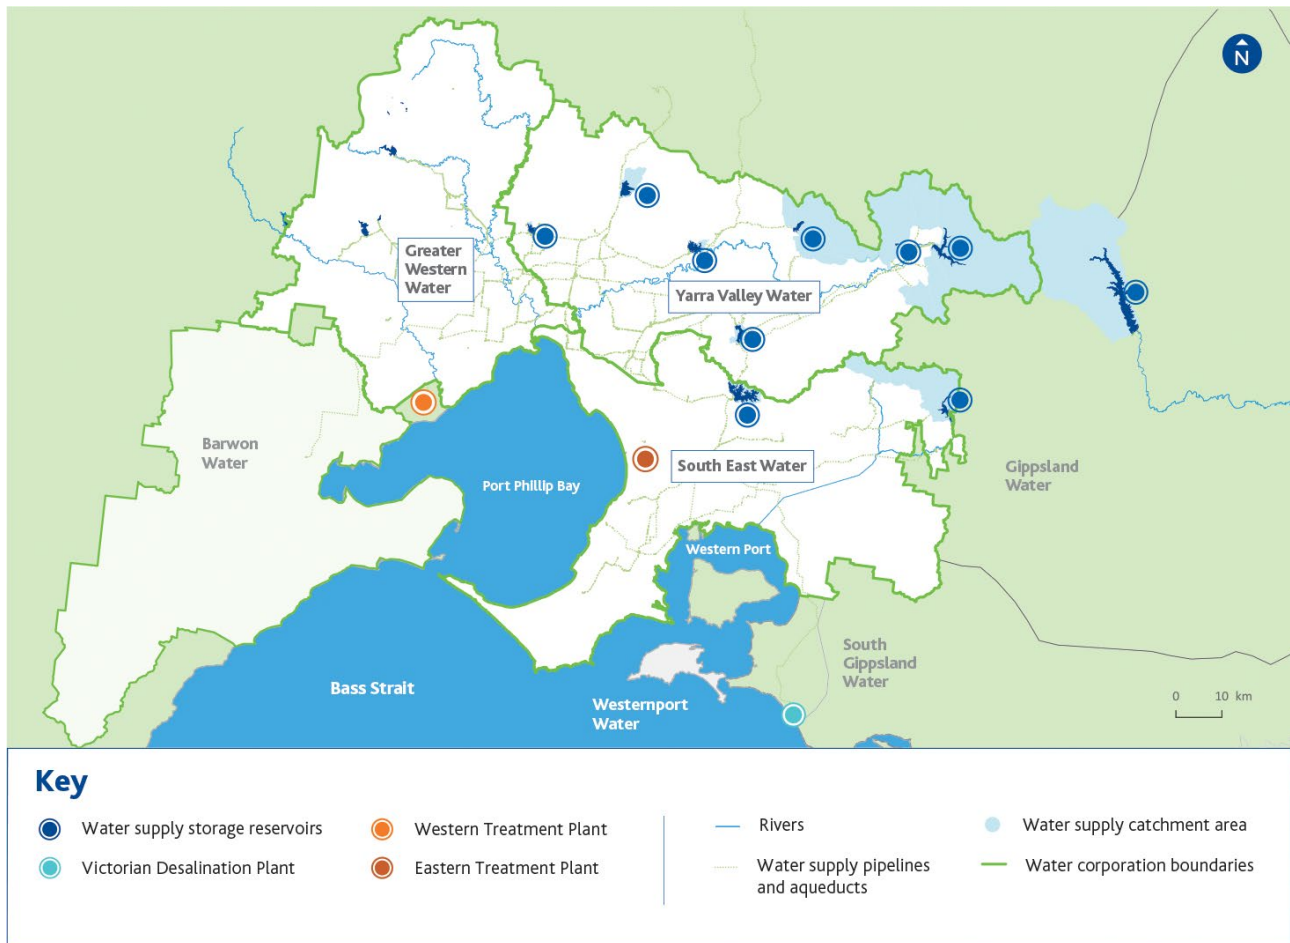 N
Greater
Western
Water
Yarra Valley Water
Barwon
Water
Port Phillip Bay
South East Water
Gippsland
Water
Western Port
South
Gippsland
Water
Bass Strait
Westernport
Water
0 10 km
Key
Water supply storage reservoirs
Western Treatment Plant
Rivers
Water supply catchment area
Victorian Desalination Plant
Eastern Treatment Plant
Water supply pipelines
and aqueducts
Water corporation boundaries